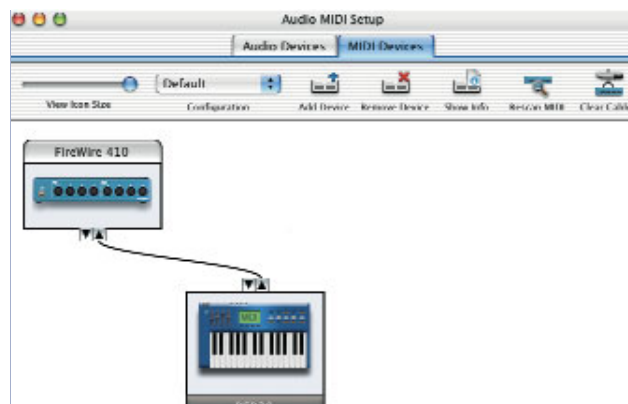 Audio MIDI Setup
Audio Devices MIDI Devices
Default
View Icon Size Configuration Add Device Remove Device Show Info Rescan MIDI Clear Cable
FireWire 410